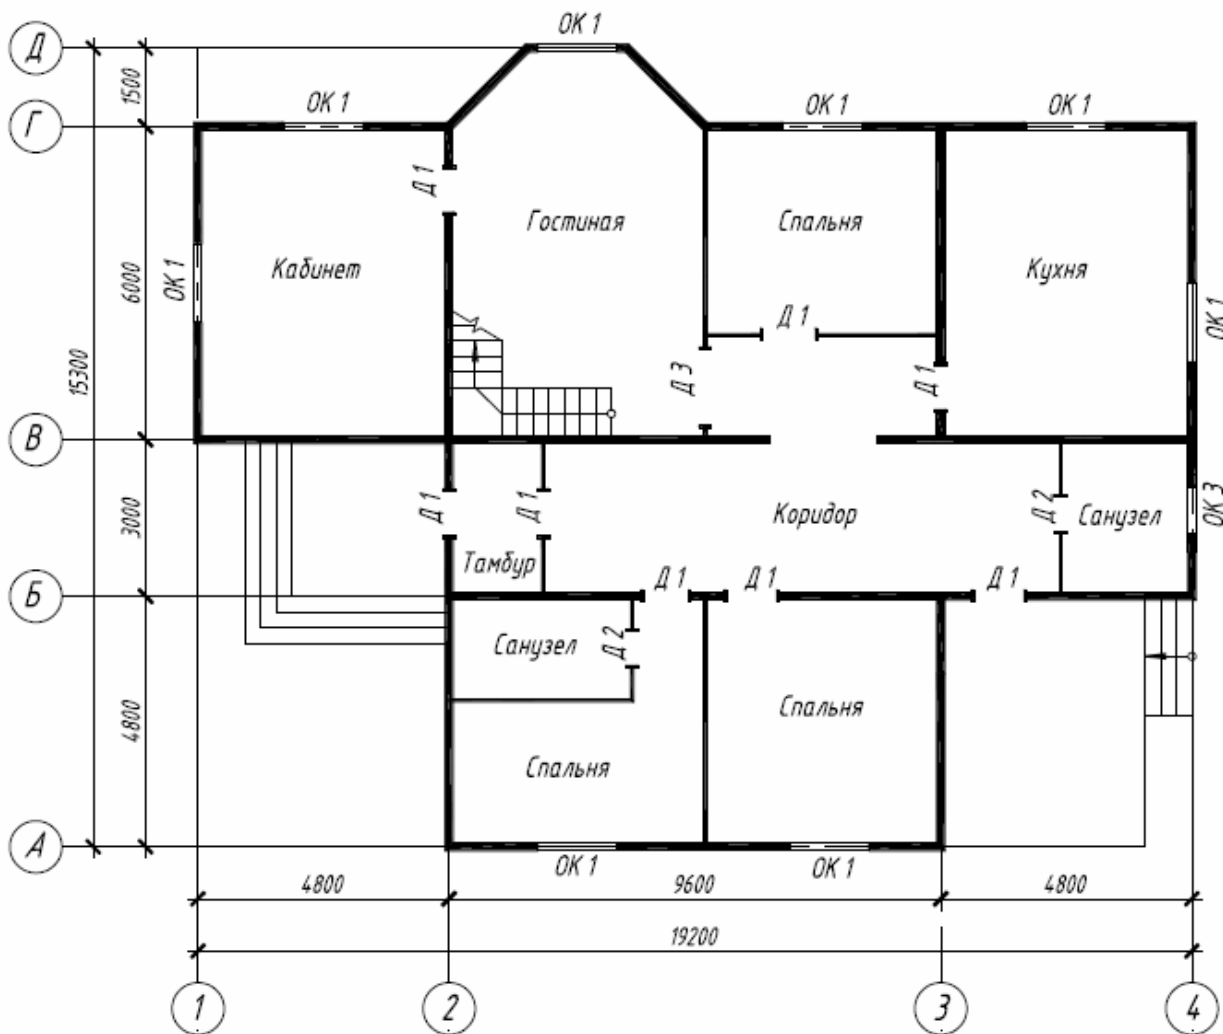 ОК 1
Д
1500
ОК 1
ОК 1
ОК 1
Г
Д 1
Гостиная
Спальня
Кабинет
Кухня
ОК 1
6000
ОК 1
Д 1
15300
Д 3
Д 1
В
3000
Д 1
Д 1
Коридор
Д 2
Санузел
ОК 3
Тамбур
Б
Д 1
Д 1
Д 1
Санузел
Д 2
4800
Спальня
Спальня
А
ОК 1
ОК 1
4800
9600
4800
19200
1
2
3
4